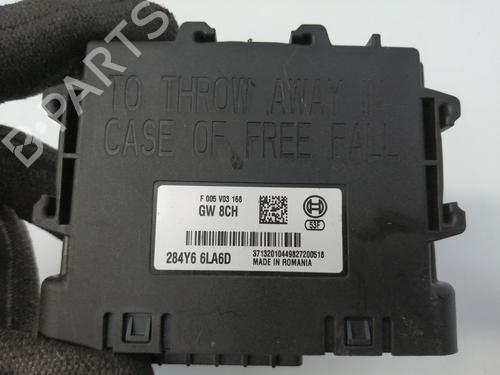 TO THROW AWAY IN
CASE OF FREE FALL
F 005 V03 168
GW 8CH
53F
284Y6 6LA6D
37132010449827200518
MADE IN ROMANIA
B-PARTS